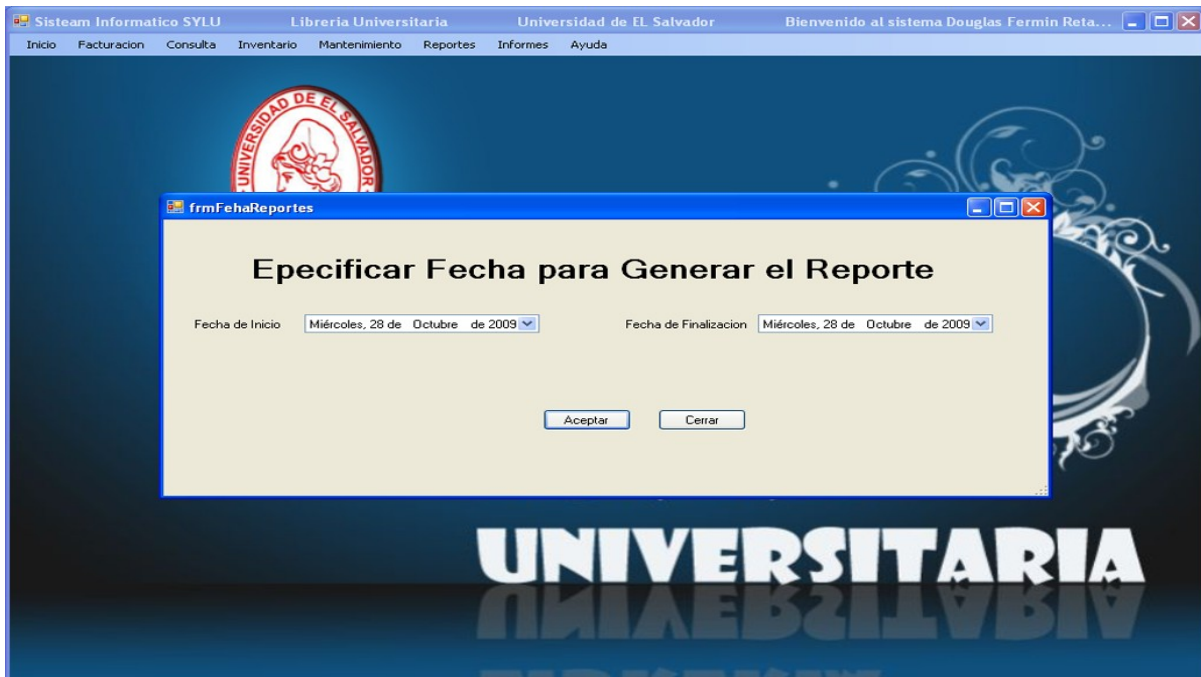 Sisteam Informatico SYLU Libreria Universitaria Universidad de EL Salvador Bienvenido al sistema Douglas Fermin Reta...
Inicio Facturacion Consulta Inventario Mantenimiento Reportes Informes Ayuda
UNIVERSIDAD DE EL SALVADOR
frmFehaReportes
Epecificar Fecha para Generar el Reporte
Fecha de Inicio Miércoles, 28 de Octubre de 2009 Fecha de Finalizacion Miércoles, 28 de Octubre de 2009
Aceptar Cerrar
UNIVERSITARIA